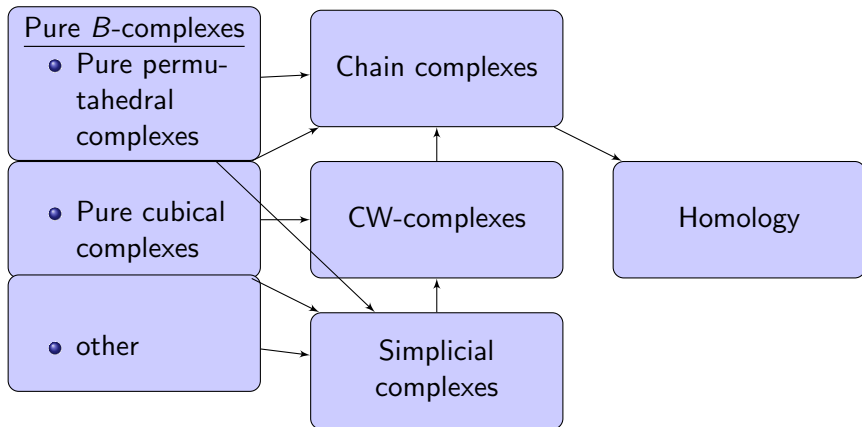 Pure B-complexes
Pure permu-
tahedral
complexes
Chain complexes
Pure cubical
complexes
CW-complexes
Homology
other
Simplicial
complexes